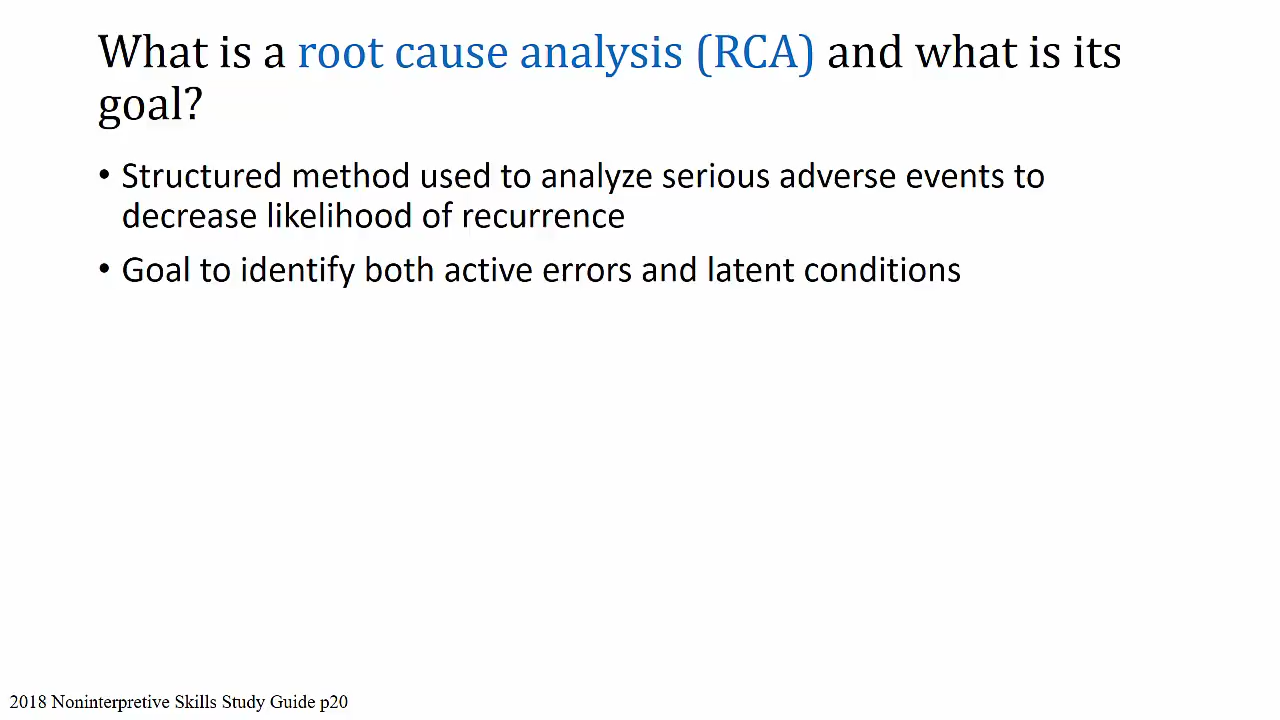 What is a root cause analysis (RCA) and what is its
goal?
• Structured method used to analyze serious adverse events to
decrease likelihood of recurrence
• Goal to identify both active errors and latent conditions
2018 Noninterpretive Skills Study Guide p20